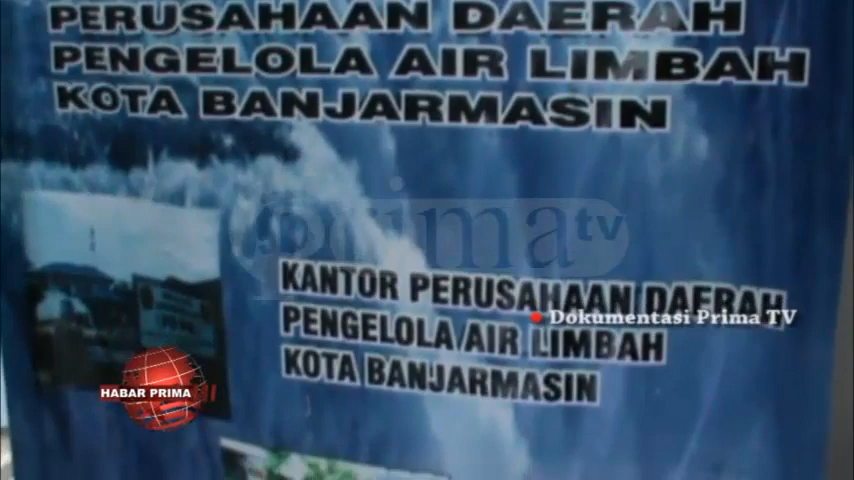 PERUSAHAAN DAERAH
PENGELOLA AIR LIMBAH
KOTA BANJARMASIN
prima tv
KANTOR PERUSAHAAN DAERAH
PENGELOLA AIR LIMBAH
KOTA BANJARMASIN
Dokumentasi Prima TV
HABAR PRIMA